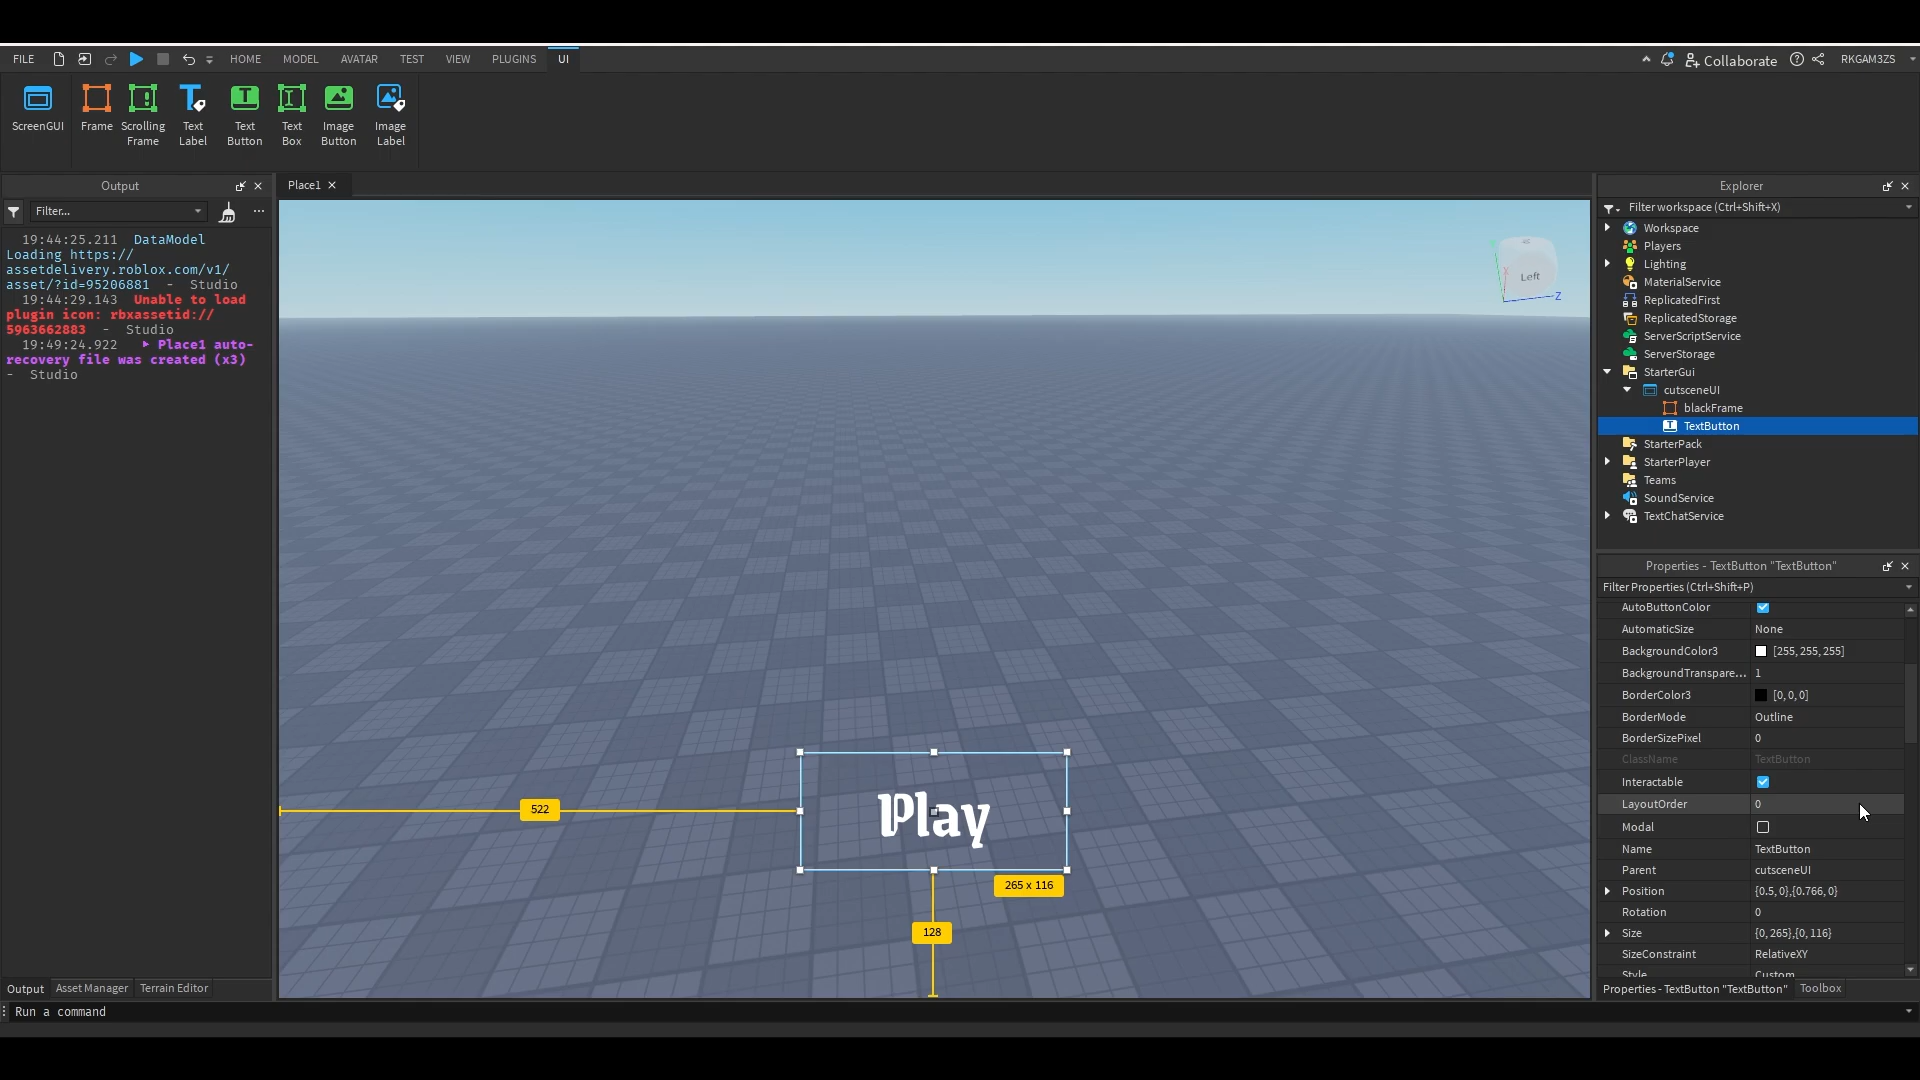 FILE HOME MODEL AVATAR TEST VIEW PLUGINS UI Collaborate RKGAM3ZS
ScreenGUI Frame Scrolling Frame Text Label Text Button Text Box Image Button Image Label
Output
Filter...
19:44:25.211 DataModel
Loading https://
assetdelivery.roblox.com/v1/
asset/?id=95206881 - Studio
19:44:29.143 Unable to load
plugin icon: rbxassetid://
5963662883 - Studio
19:49:24.922 Place1 auto-
recovery file was created (x3)
- Studio
Output Asset Manager Terrain Editor
Run a command
Place1
Left
Z
522
Play
265 x 116
128
Explorer
Filter workspace (Ctrl+Shift+X)
Workspace
Players
Lighting
MaterialService
ReplicatedFirst
ReplicatedStorage
ServerScriptService
ServerStorage
StarterGui
cutsceneUI
blackFrame
TextButton
StarterPack
StarterPlayer
Teams
SoundService
TextChatService
Properties - TextButton "TextButton"
Filter Properties (Ctrl+Shift+P)
AutoButtonColor
AutomaticSize None
BackgroundColor3 [255, 255, 255]
BackgroundTranspare... 1
BorderColor3 [0, 0, 0]
BorderMode Outline
BorderSizePixel 0
ClassName TextButton
Interactable
LayoutOrder 0
Modal
Name TextButton
Parent cutsceneUI
Position {0.5, 0},{0.766, 0}
Rotation 0
Size {0, 265},{0, 116}
SizeConstraint RelativeXY
Style Custom
Properties - TextButton "TextButton" Toolbox